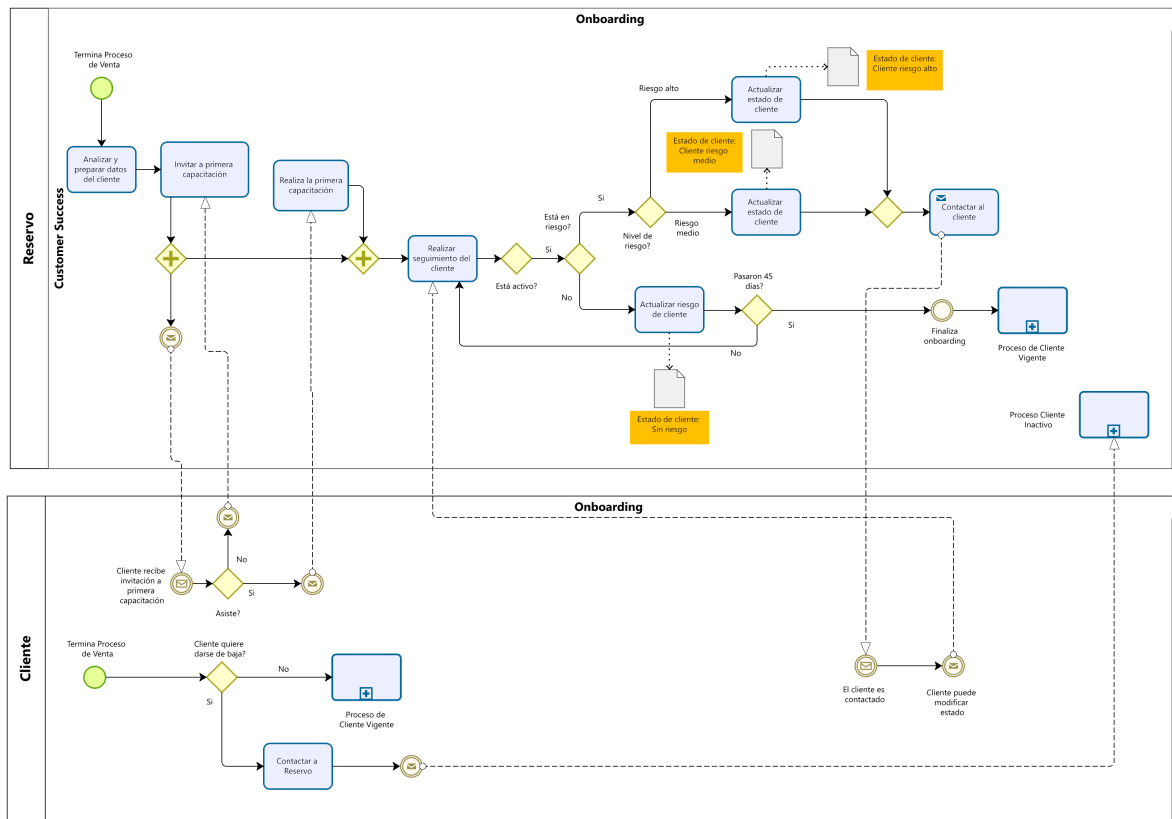 Onboarding
Reservo
Customer Success
Termina Proceso
de Venta
Analizar y
preparar datos
del cliente
Invitar a primera
capacitación
Realiza la primera
capacitación
Realizar
seguimiento del
cliente
Está activo?
Si
Está en
riesgo?
Si
No
Nivel de
riesgo?
Riesgo alto
Riesgo
medio
Actualizar
estado de
cliente
Estado de cliente:
Cliente riesgo alto
Estado de cliente:
Cliente riesgo
medio
Actualizar
estado de
cliente
Contactar al
cliente
Actualizar riesgo
de cliente
Pasaron 45
días?
Si
No
Finaliza
onboarding
Proceso de Cliente
Vigente
Estado de cliente:
Sin riesgo
Proceso Cliente
Inactivo
Onboarding
Cliente
Cliente recibe
invitación a
primera
capacitación
No
Si
Asiste?
Termina Proceso
de Venta
Cliente quiere
darse de baja?
No
Si
Proceso de
Cliente Vigente
Contactar a
Reservo
El cliente es
contactado
Cliente puede
modificar
estado